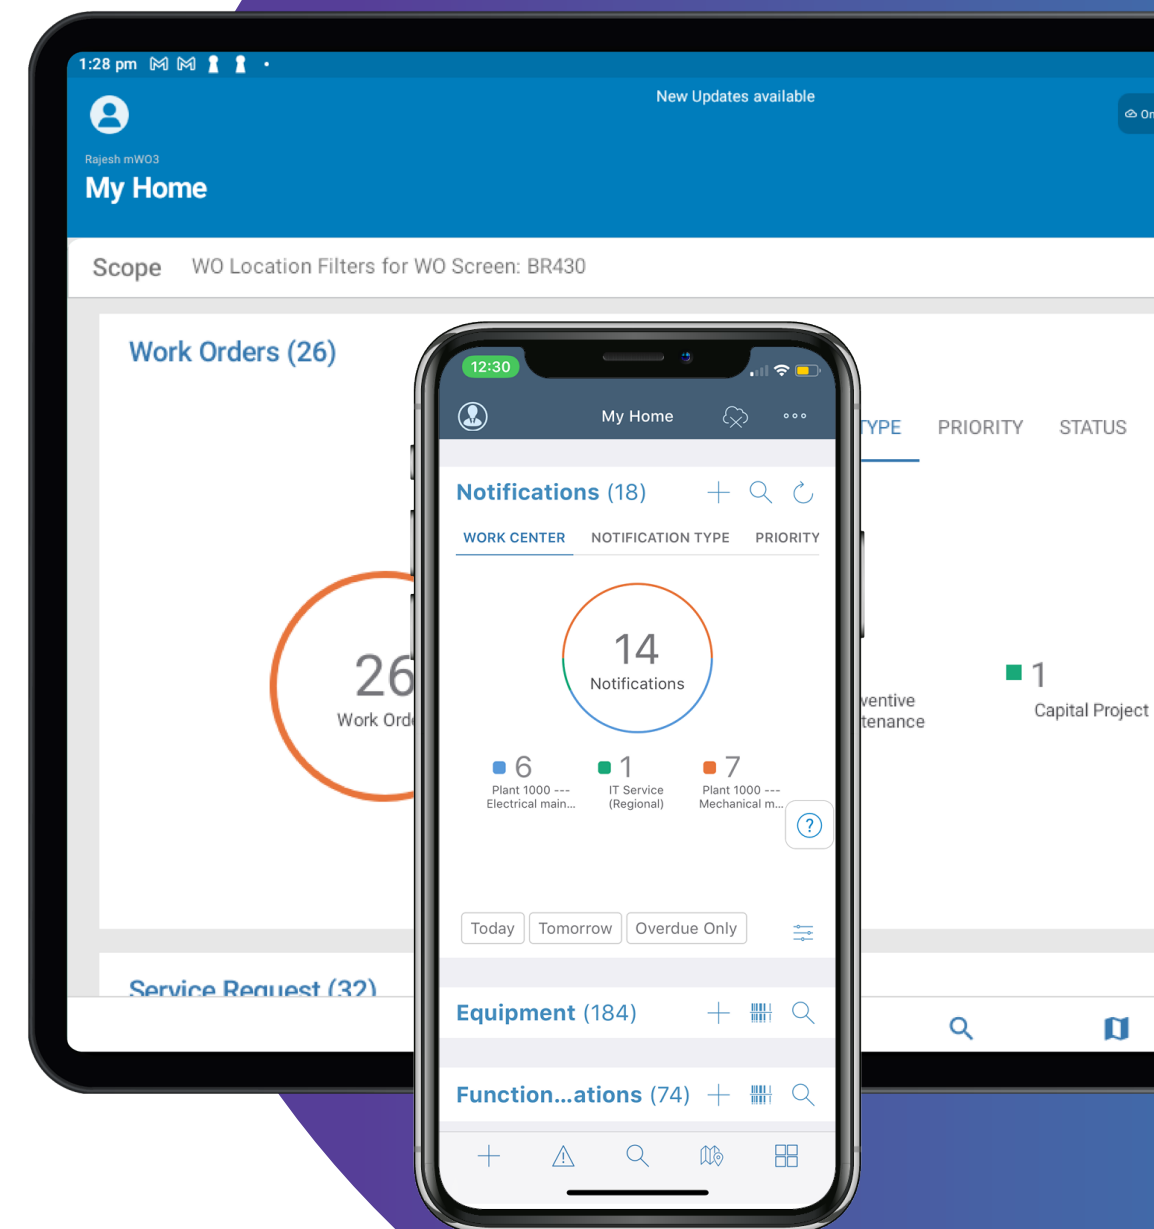 1:28 pm
New Updates available
Rajesh mWO3
My Home
Scope
WO Location Filters for WO Screen: BR430
Work Orders (26)
TYPE
PRIORITY
STATUS
26
Work Orde
ventive
tenance
1
Capital Project
Service Request (32)
12:30
My Home
Notifications (18)
WORK CENTER
NOTIFICATION TYPE
PRIORITY
14
Notifications
6
Plant 1000 ---
Electrical main...
1
IT Service
(Regional)
7
Plant 1000 ---
Mechanical m...
?
Today
Tomorrow
Overdue Only
Equipment (184)
Function...ations (74)